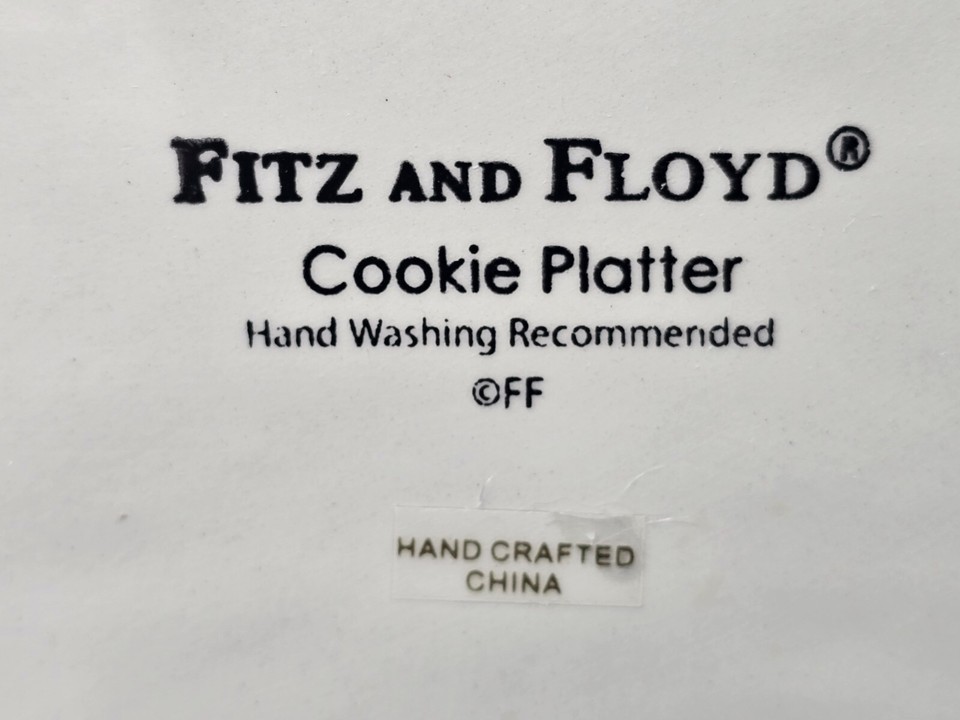 FITZ AND FLOYD®
Cookie Platter
Hand Washing Recommended
©FF
HAND CRAFTED
CHINA